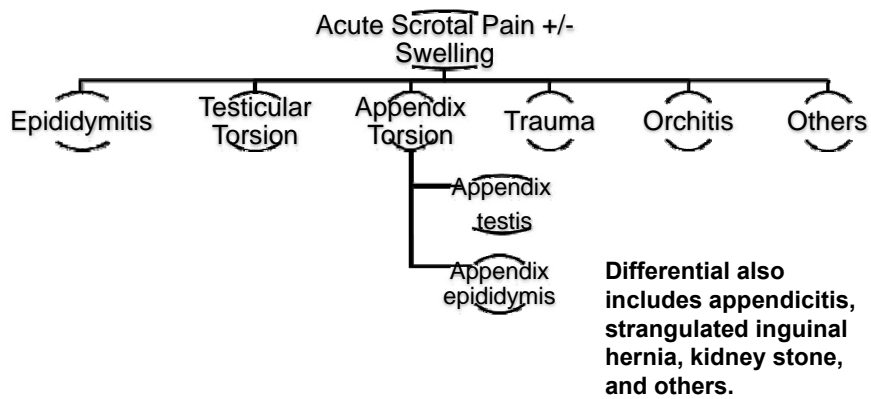 Acute Scrotal Pain +/-
Swelling
Epididymitis
Testicular
Torsion
Appendix
Torsion
Trauma
Orchitis
Others
Appendix
testis
Appendix
epididymis
Differential also
includes appendicitis,
strangulated inguinal
hernia, kidney stone,
and others.